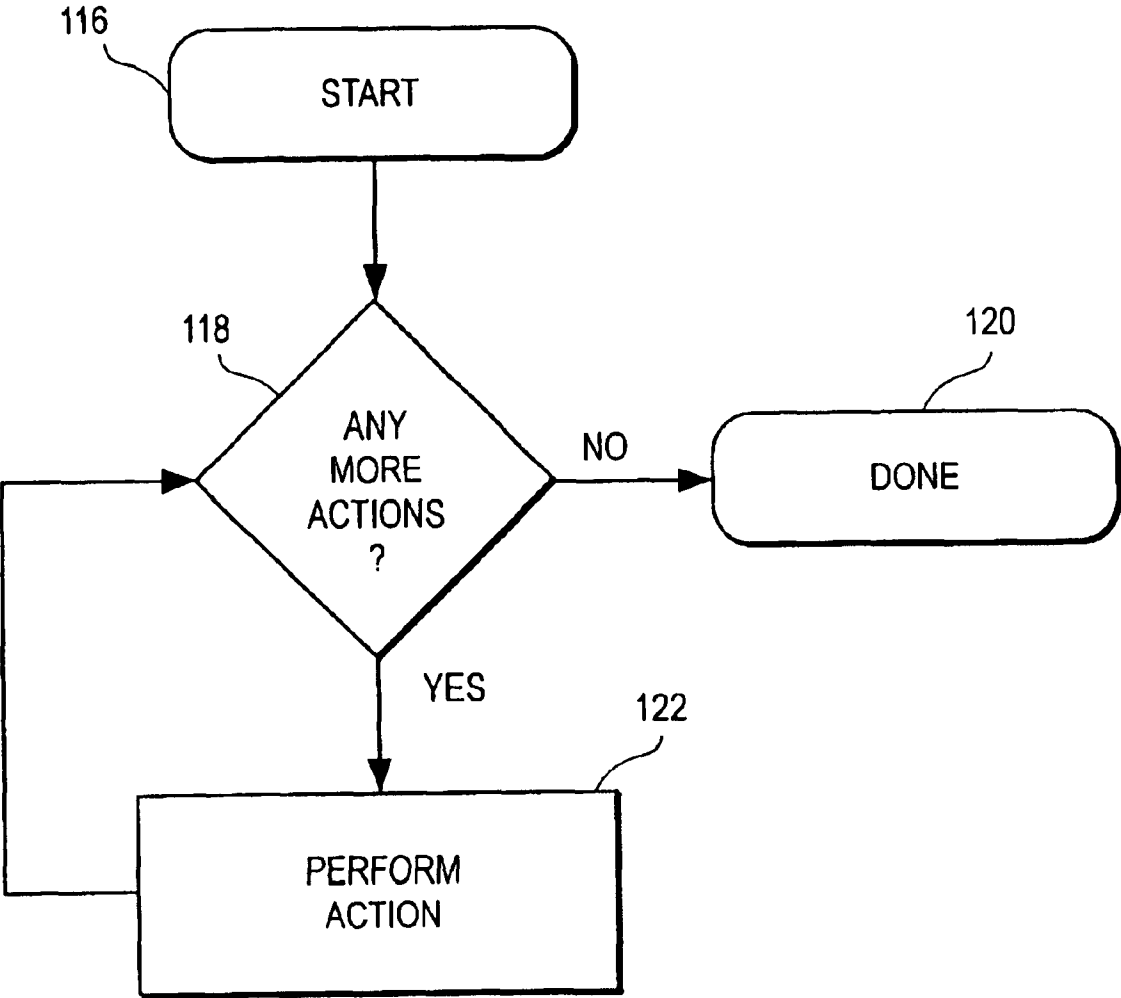 116
START
118
120
ANY
MORE
ACTIONS
?
NO
DONE
YES
122
PERFORM
ACTION